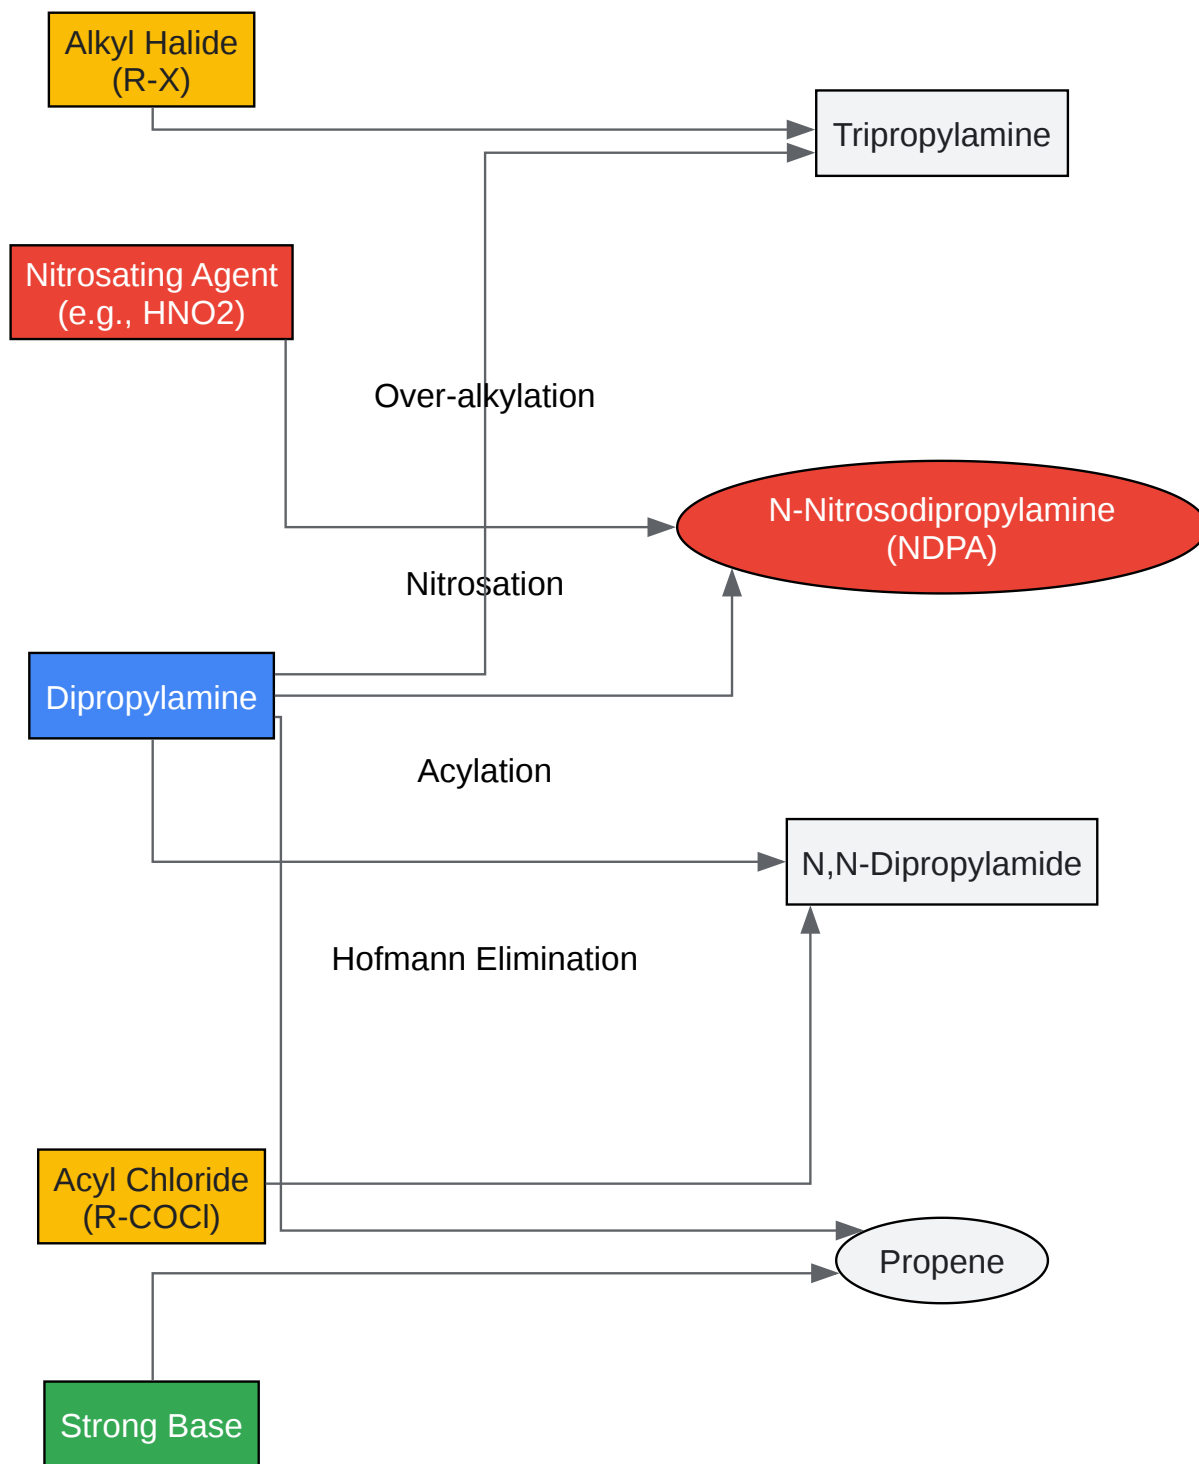 Alkyl Halide
(R-X)
Tripropylamine
Nitrosating Agent
(e.g., HNO2)
Over-alkylation
N-Nitrosodipropylamine
(NDPA)
Nitrosation
Dipropylamine
Acylation
N,N-Dipropylamide
Hofmann Elimination
Acyl Chloride
(R-COCl)
Propene
Strong Base